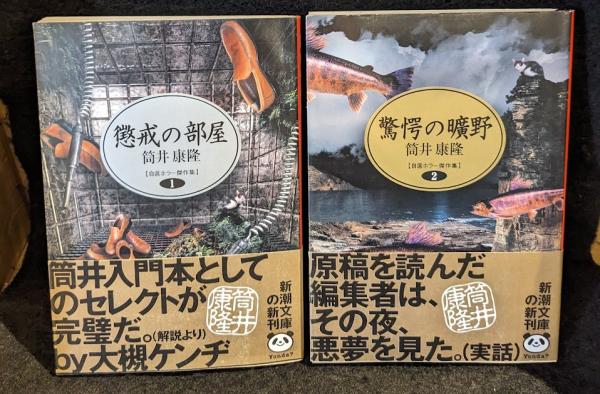 懲戒の部屋
筒井康隆
【自選ホラー傑作集】
1
筒井入門本として
のセレクトが
完璧だ。(解説より)
by大槻ケンヂ
筒井
康隆
新潮文庫
の新刊
Yonda?
驚愕の曠野
筒井康隆
【自選ホラー傑作集】
2
原稿を読んだ
編集者は、
その夜、
悪夢を見た。(実話)
筒井
康隆
新潮文庫
の新刊
Yonda?